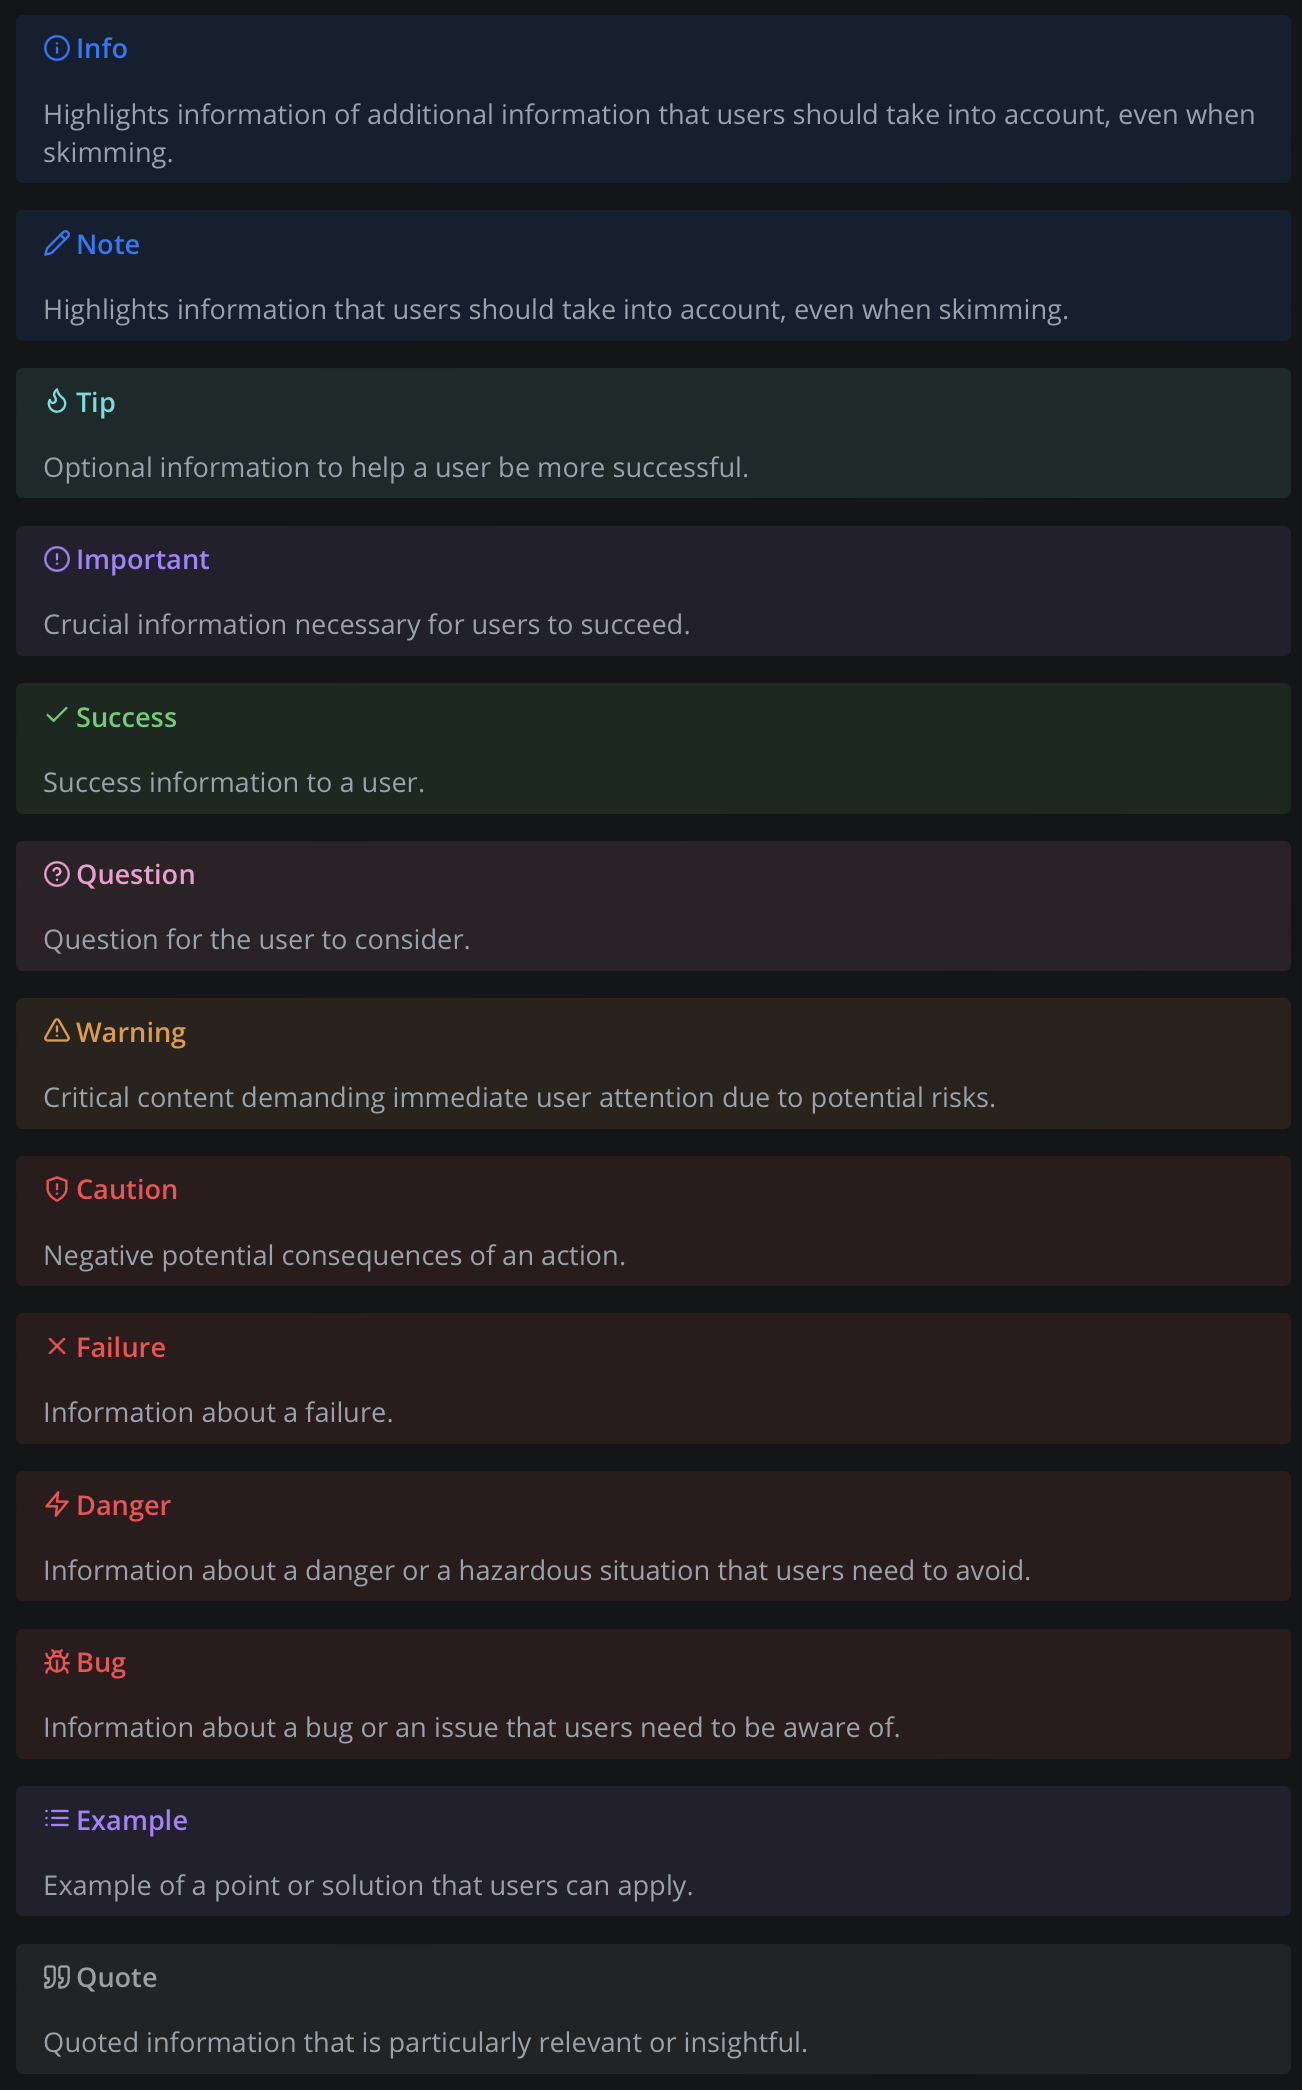 Info
Highlights information of additional information that users should take into account, even when
skimming.
Note
Highlights information that users should take into account, even when skimming.
Tip
Optional information to help a user be more successful.
Important
Crucial information necessary for users to succeed.
Success
Success information to a user.
Question
Question for the user to consider.
Warning
Critical content demanding immediate user attention due to potential risks.
Caution
Negative potential consequences of an action.
Failure
Information about a failure.
Danger
Information about a danger or a hazardous situation that users need to avoid.
Bug
Information about a bug or an issue that users need to be aware of.
Example
Example of a point or solution that users can apply.
Quote
Quoted information that is particularly relevant or insightful.